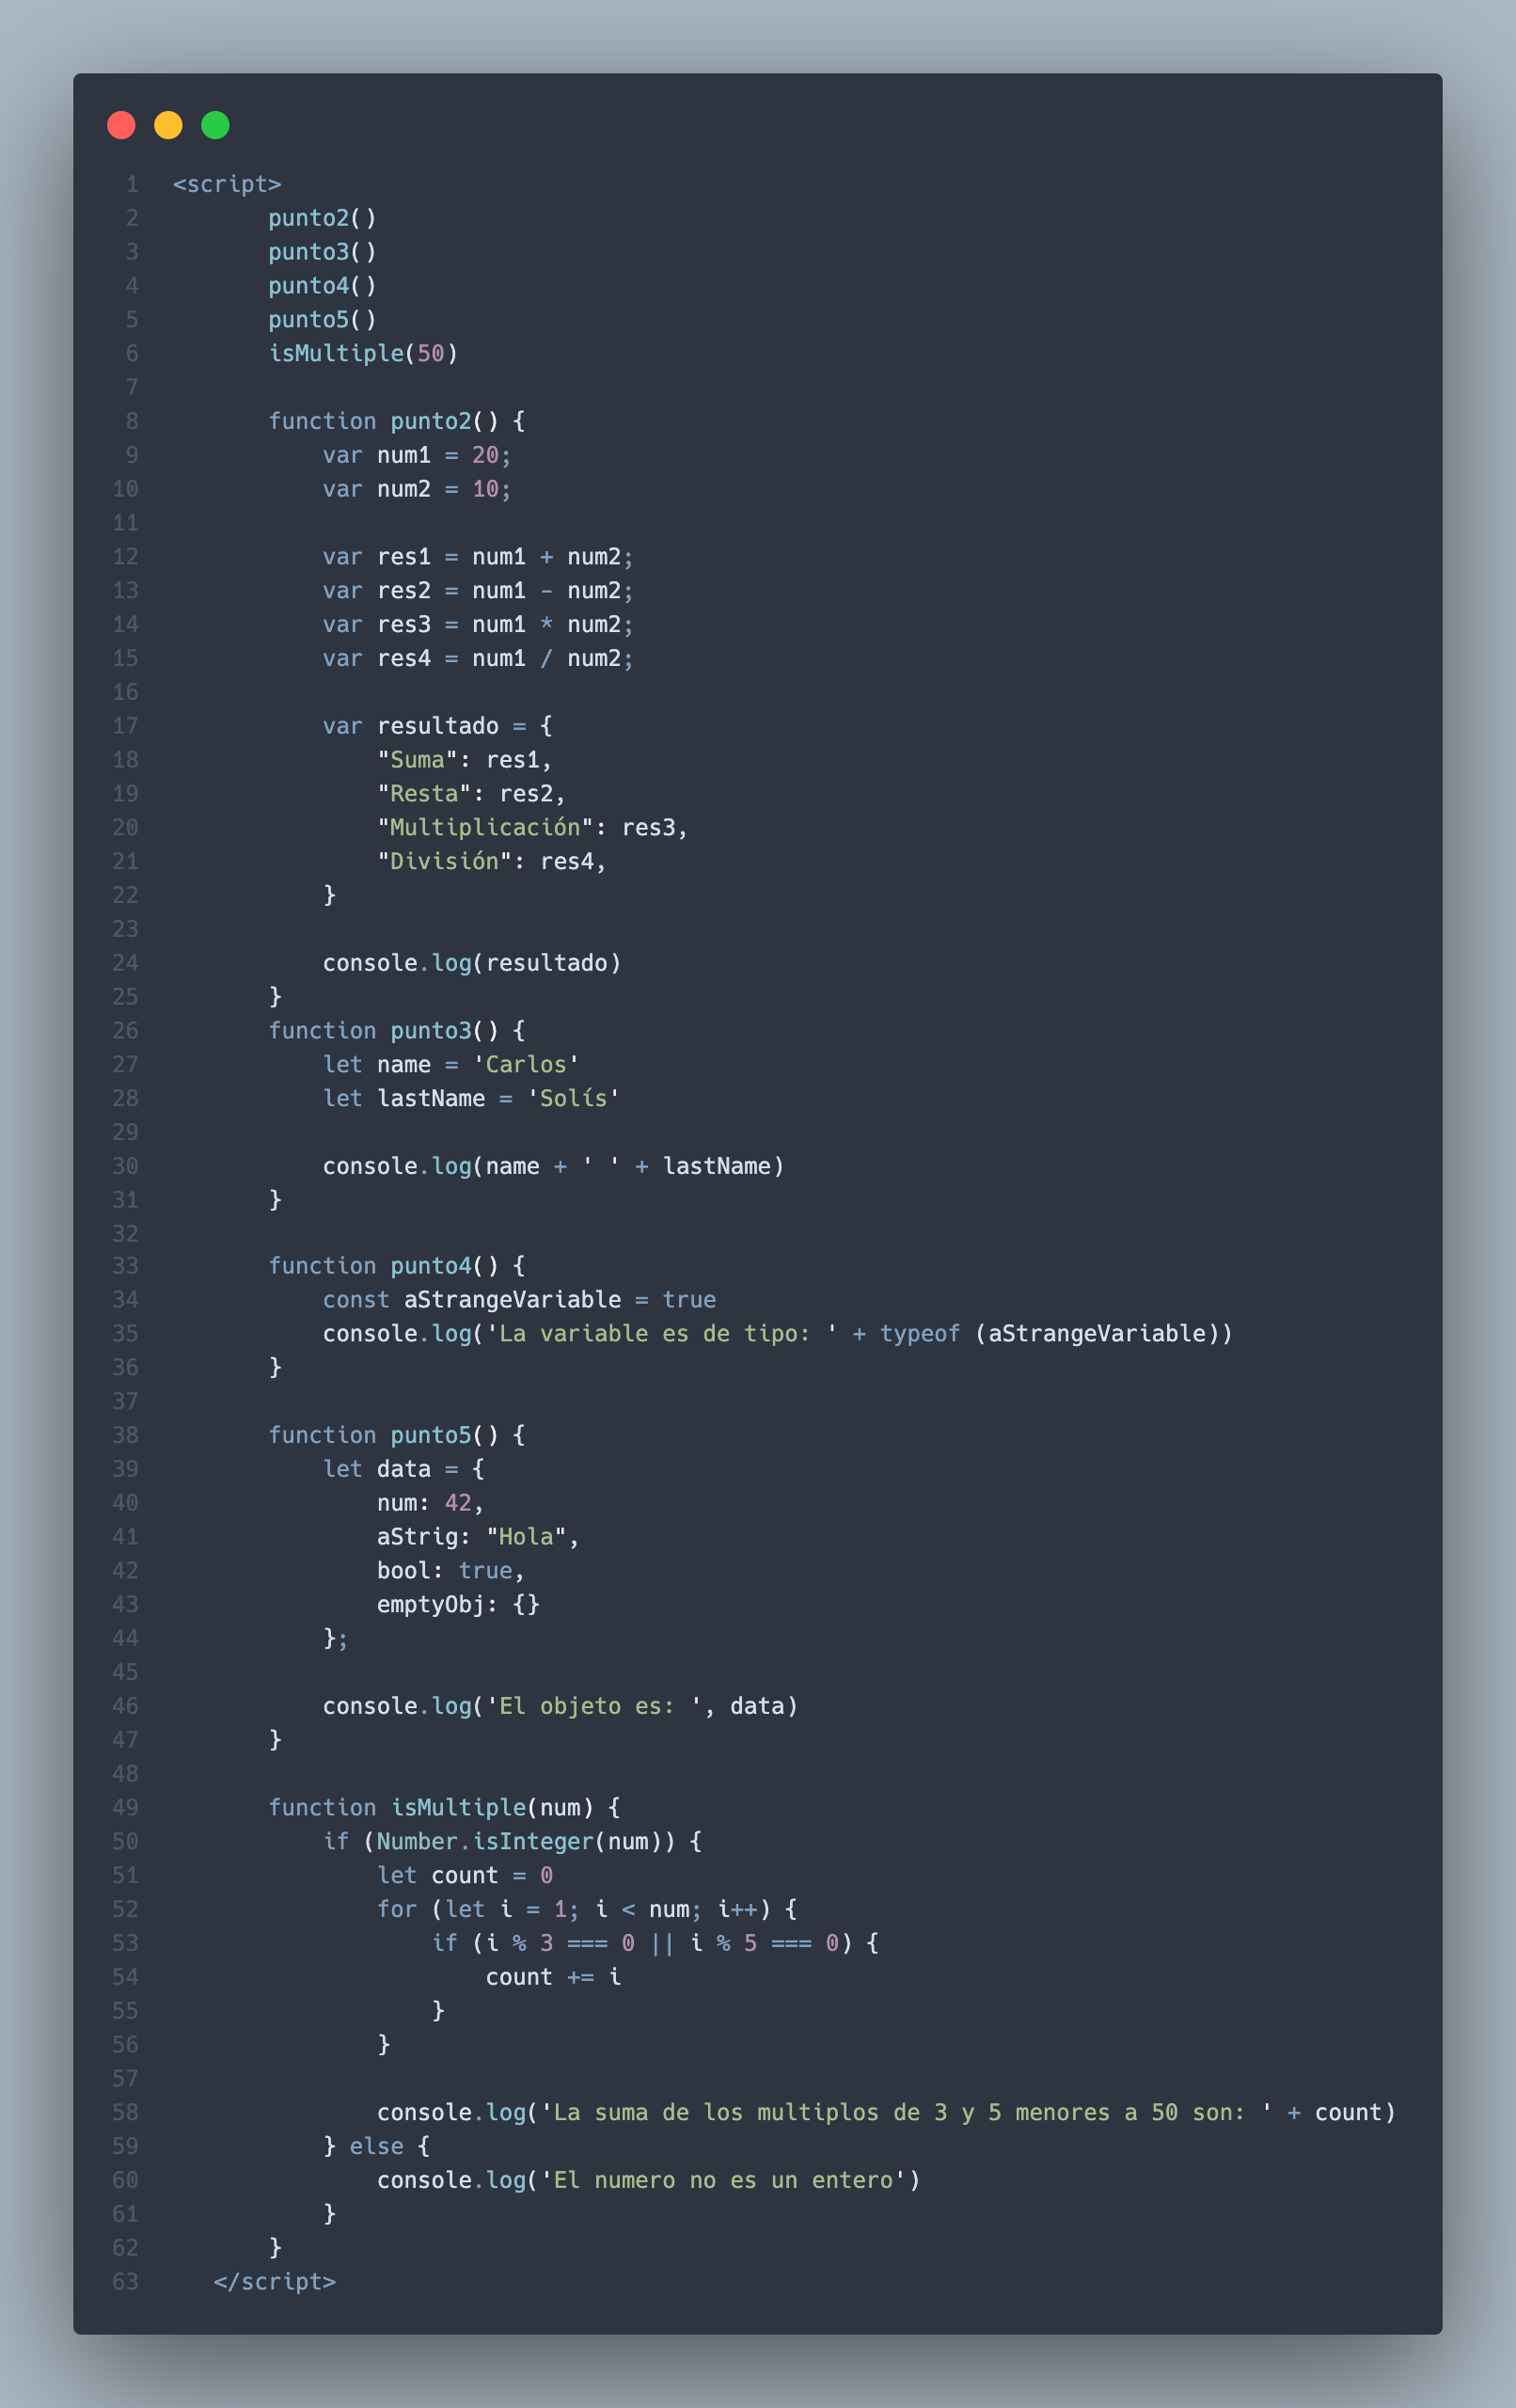 1 <script>
2 punto2()
3 punto3()
4 punto4()
5 punto5()
6 isMultiple(50)
7
8 function punto2() {
9 var num1 = 20;
10 var num2 = 10;
11
12 var res1 = num1 + num2;
13 var res2 = num1 - num2;
14 var res3 = num1 * num2;
15 var res4 = num1 / num2;
16
17 var resultado = {
18 "Suma": res1,
19 "Resta": res2,
20 "Multiplicación": res3,
21 "División": res4,
22 }
23
24 console.log(resultado)
25 }
26 function punto3() {
27 let name = 'Carlos'
28 let lastName = 'Solís'
29
30 console.log(name + ' ' + lastName)
31 }
32
33 function punto4() {
34 const aStrangeVariable = true
35 console.log('La variable es de tipo: ' + typeof (aStrangeVariable))
36 }
37
38 function punto5() {
39 let data = {
40 num: 42,
41 aStrig: "Hola",
42 bool: true,
43 emptyObj: {}
44 };
45
46 console.log('El objeto es: ', data)
47 }
48
49 function isMultiple(num) {
50 if (Number.isInteger(num)) {
51 let count = 0
52 for (let i = 1; i < num; i++) {
53 if (i % 3 === 0 || i % 5 === 0) {
54 count += i
55 }
56 }
57
58 console.log('La suma de los multiplos de 3 y 5 menores a 50 son: ' + count)
59 } else {
60 console.log('El numero no es un entero')
61 }
62 }
63 </script>